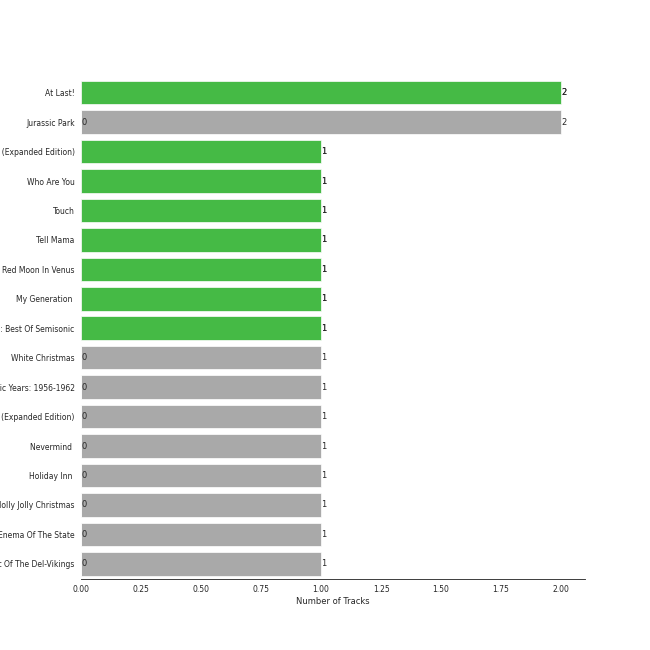 At Last! 2
Jurassic Park 0 2
(Expanded Edition) 1
Who Are You 1
Touch 1
Tell Mama 1
Red Moon In Venus 1
My Generation 1
: Best Of Semisonic 1
White Christmas 0 1
Years: 1956-1962 0 1
(Expanded Edition) 0 1
Nevermind 0 1
Holiday Inn 0 1
Jolly Christmas 0 1
Enema Of The State 0 1
Of The Del-Vikings 0 1
0.00 0.25 0.50 0.75 1.00 1.25 1.50 1.75 2.00
Number of Tracks